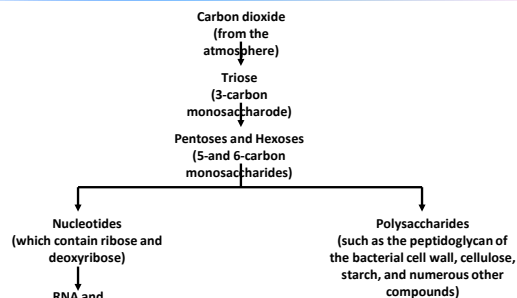 Carbon dioxide
(from the
atmosphere)
Triose
(3-carbon
monosaccharode)
Pentoses and Hexoses
(5-and 6-carbon
monosaccharides)
Nucleotides
(which contain ribose and
deoxyribose)
Polysaccharides
(such as the peptidoglycan of
the bacterial cell wall, cellulose,
starch, and numerous other
compounds)
RNA and